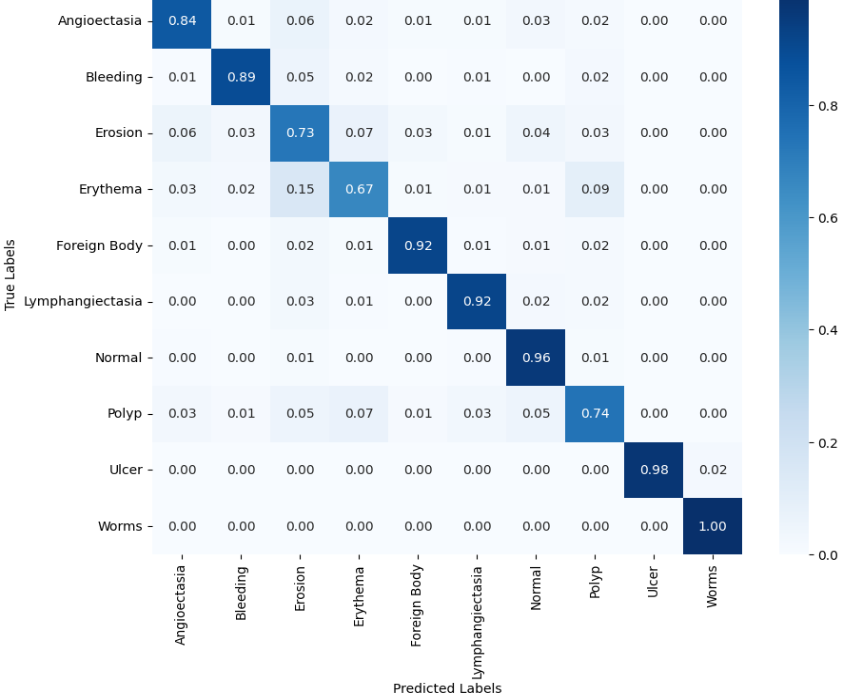 Angioectasia 0.84 0.01 0.06 0.02 0.01 0.01 0.03 0.02 0.00 0.00
Bleeding 0.01 0.89 0.05 0.02 0.00 0.01 0.00 0.02 0.00 0.00
0.8
Erosion 0.06 0.03 0.73 0.07 0.03 0.01 0.04 0.03 0.00 0.00
Erythema 0.03 0.02 0.15 0.67 0.01 0.01 0.01 0.09 0.00 0.00
0.6
Foreign Body 0.01 0.00 0.02 0.01 0.92 0.01 0.01 0.02 0.00 0.00
True Labels
Lymphangiectasia 0.00 0.00 0.03 0.01 0.00 0.92 0.02 0.02 0.00 0.00
0.4
Normal 0.00 0.00 0.01 0.00 0.00 0.00 0.96 0.01 0.00 0.00
Polyp 0.03 0.01 0.05 0.07 0.01 0.03 0.05 0.74 0.00 0.00
0.2
Ulcer 0.00 0.00 0.00 0.00 0.00 0.00 0.00 0.00 0.98 0.02
Worms 0.00 0.00 0.00 0.00 0.00 0.00 0.00 0.00 0.00 1.00
0.0
Angioectasia
Bleeding
Erosion
Erythema
Foreign Body
Lymphangiectasia
Normal
Polyp
Ulcer
Worms
Predicted Labels